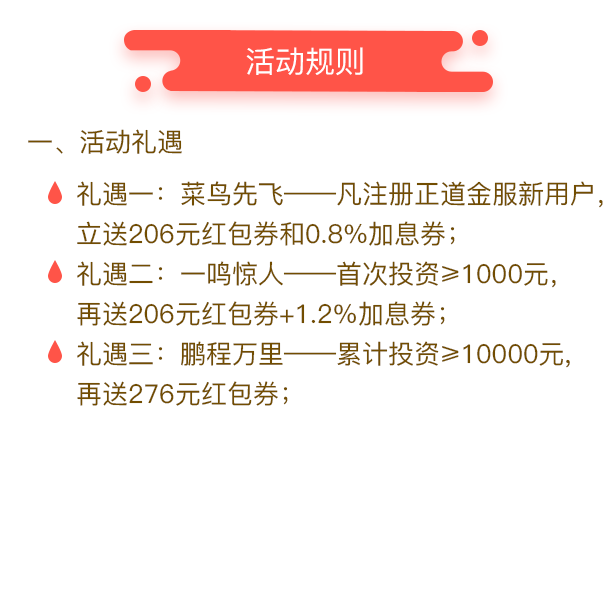 活动规则
一、活动礼遇
礼遇一：菜鸟先飞——凡注册正道金服新用户，
立送206元红包券和0.8%加息券；
礼遇二：一鸣惊人——首次投资≥1000元，
再送206元红包券+1.2%加息券；
礼遇三：鹏程万里——累计投资≥10000元，
再送276元红包券；